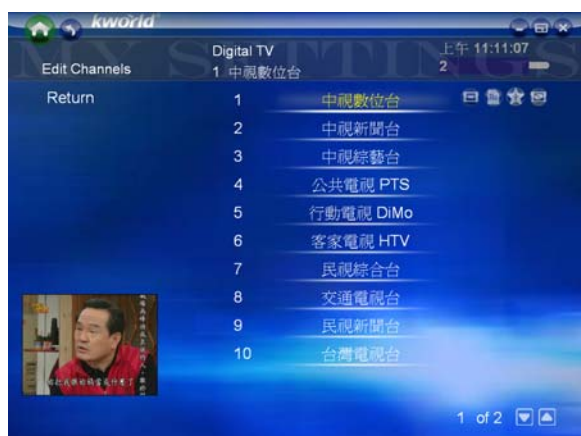 kworld
MY SETTINGS
Edit Channels
Digital TV
1 中視數位台
上午 11:11:07
2
Return
1 中視數位台
2 中視新聞台
3 中視綜藝台
4 公共電視 PTS
5 行動電視 DiMo
6 客家電視 HTV
7 民視綜合台
8 交通電視台
9 民視新聞台
10 台灣電視台
1 of 2